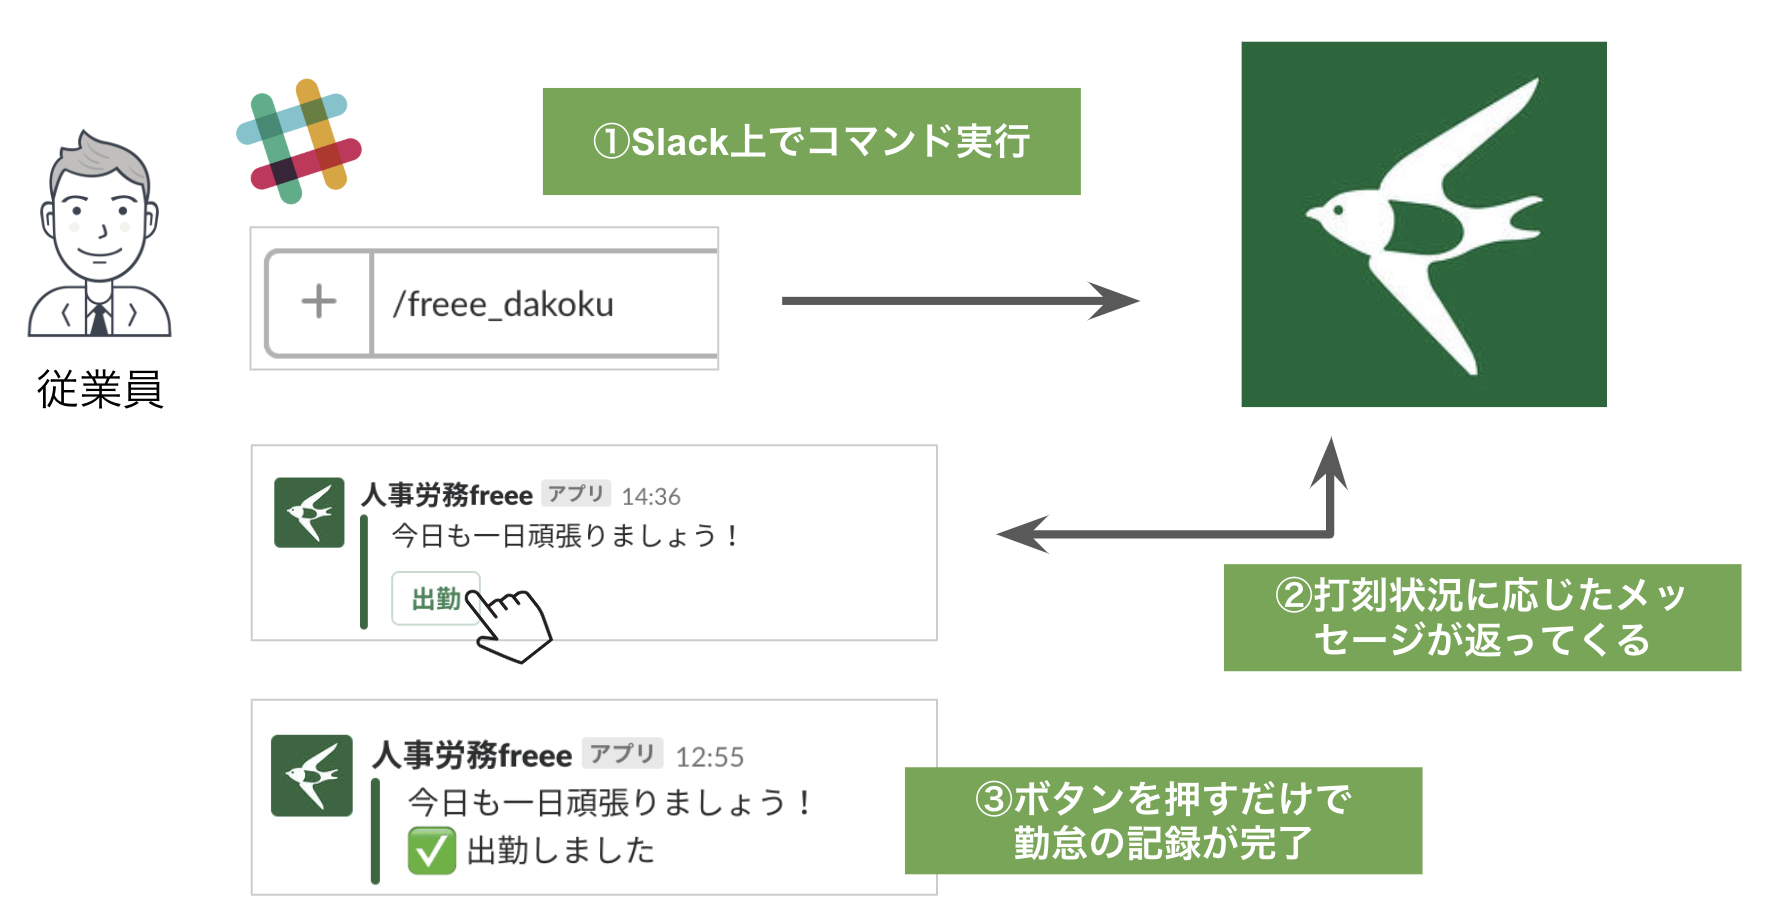 ①Slack上でコマンド実行
/freee_dakoku
従業員
人事労務freee アプリ 14:36
今日も一日頑張りましょう！
出勤
②打刻状況に応じたメッ
セージが返ってくる
人事労務freee アプリ 12:55
今日も一日頑張りましょう！
✅ 出勤しました
③ボタンを押すだけで
勤怠の記録が完了